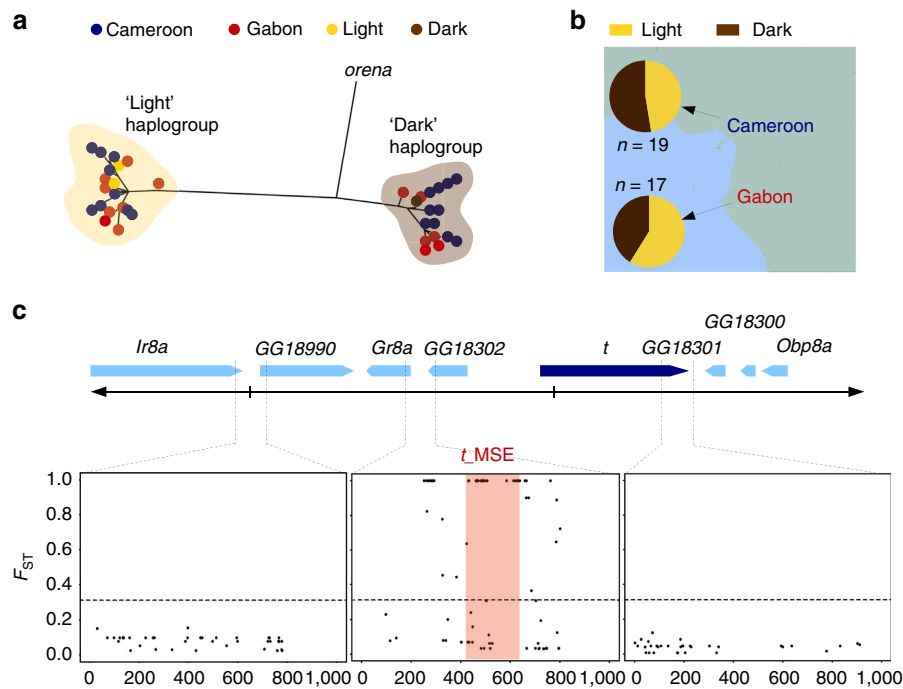 a
Cameroon Gabon Light Dark
orena
'Light' haplogroup
'Dark' haplogroup
b
Light Dark
Cameroon
n = 19
n = 17
Gabon
c
GG18300
Ir8a GG18990 Gr8a GG18302 t GG18301 Obp8a
t_MSE
1.0
0.8
0.6
0.4
0.2
0.0
FST
0 200 400 600 800 1,000
0 200 400 600 800 1,000
0 200 400 600 800 1,000